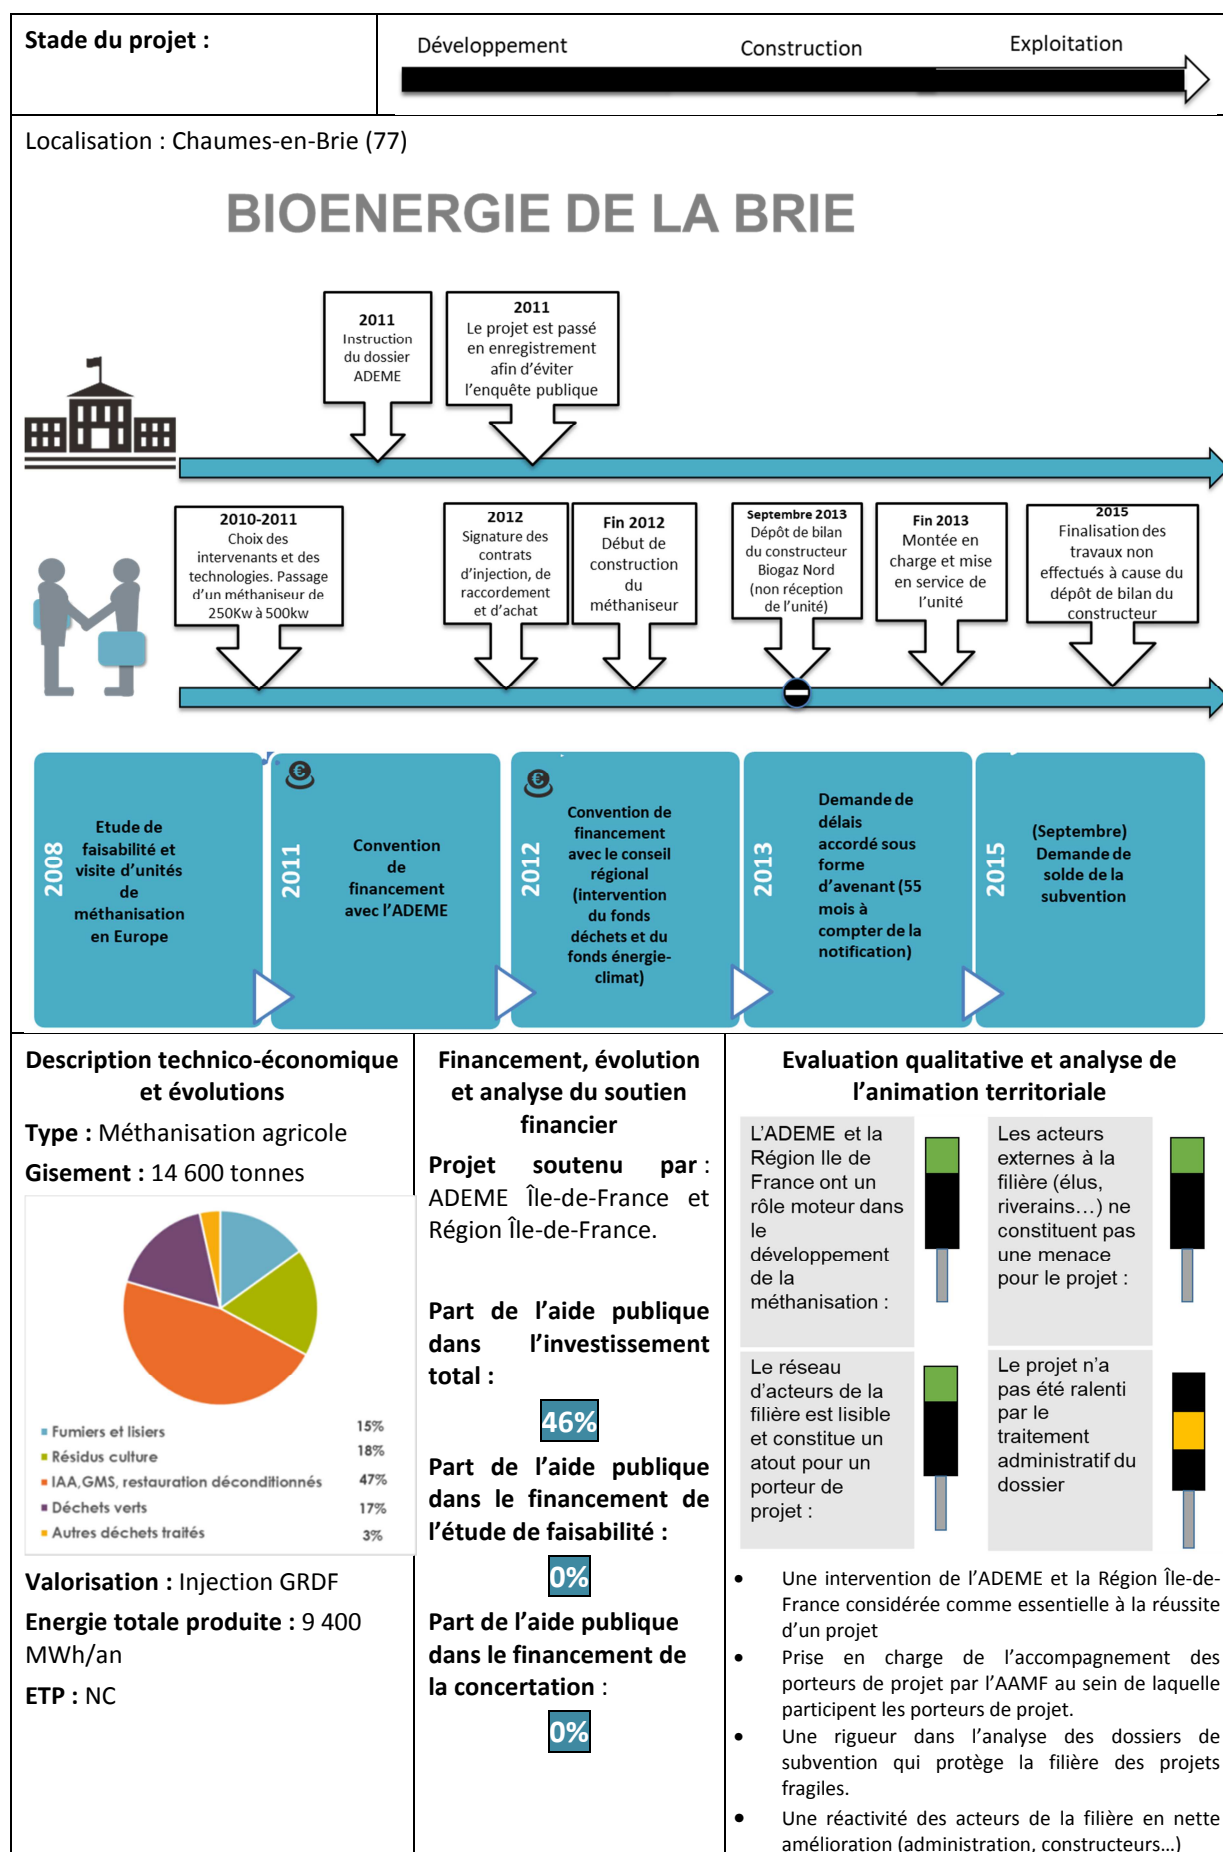 Stade du projet :
Développement
Construction
Exploitation
Localisation : Chaumes-en-Brie (77)
BIOENERGIE DE LA BRIE
2011
Instruction
du dossier
ADEME
2011
Le projet est passé
en enregistrement
afin d'éviter
l'enquête publique
2010-2011
Choix des
intervenants et des
technologies. Passage
d'un méthaniseur de
250Kw à 500kw
2012
Signature des
contrats
d'injection, de
raccordement
et d'achat
Fin 2012
Début de
construction
du
méthaniseur
Septembre 2013
Dépôt de bilan
du constructeur
Biogaz Nord
(non réception
de l'unité)
Fin 2013
Montée en
charge et mise
en service de
l'unité
2015
Finalisation des
travaux non
effectués à cause du
dépôt de bilan du
constructeur
2008
Etude de
faisabilité et
visite d'unités
de
méthanisation
en Europe
2011
Convention
de
financement
avec l'ADEME
2012
Convention de
financement
avec le conseil
régional
(intervention
du fonds
déchets et du
fonds énergie-
climat)
2013
Demande de
délais
accordé sous
forme
d'avenant (55
mois à
compter de la
notification)
2015
(Septembre)
Demande de
solde de la
subvention
Description technico-économique
et évolutions
Type : Méthanisation agricole
Gisement : 14 600 tonnes
Fumiers et lisiers 15%
Résidus culture 18%
IAA,GMS, restauration déconditionnés 47%
Déchets verts 17%
Autres déchets traités 3%
Valorisation : Injection GRDF
Energie totale produite : 9 400
MWh/an
ETP : NC
Financement, évolution
et analyse du soutien
financier
Projet soutenu par :
ADEME Île-de-France et
Région Île-de-France.
Part de l'aide publique
dans l'investissement
total :
46%
Part de l'aide publique
dans le financement de
l'étude de faisabilité :
0%
Part de l'aide publique
dans le financement de
la concertation :
0%
Evaluation qualitative et analyse de
l'animation territoriale
L'ADEME et la
Région Ile de
France ont un
rôle moteur dans
le
développement
de la
méthanisation :
Les acteurs
externes à la
filière (élus,
riverains…) ne
constituent pas
une menace
pour le projet :
Le réseau
d'acteurs de la
filière est lisible
et constitue un
atout pour un
porteur de
projet :
Le projet n'a
pas été ralenti
par le
traitement
administratif du
dossier
• Une intervention de l'ADEME et la Région Île-de-
France considérée comme essentielle à la réussite
d'un projet
• Prise en charge de l'accompagnement des
porteurs de projet par l'AAMF au sein de laquelle
participent les porteurs de projet.
• Une rigueur dans l'analyse des dossiers de
subvention qui protège la filière des projets
fragiles.
• Une réactivité des acteurs de la filière en nette
amélioration (administration, constructeurs…)